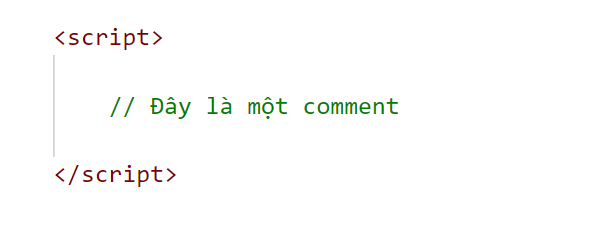 <script>
// Đây là một comment
</script>